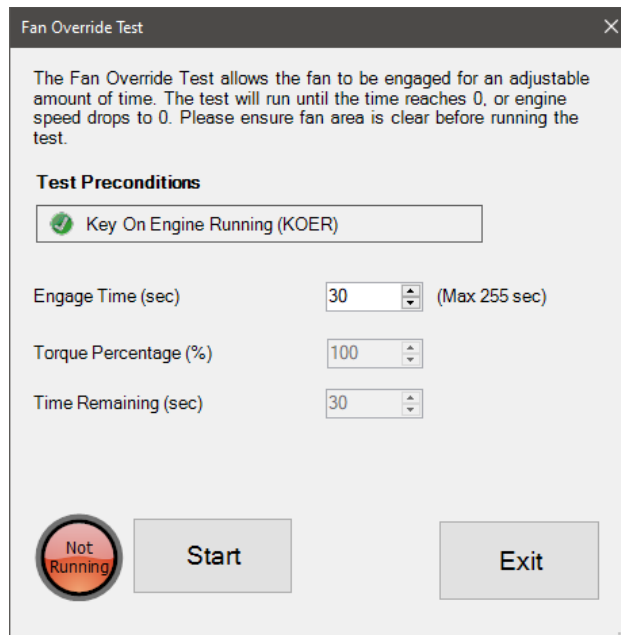 Fan Override Test
The Fan Override Test allows the fan to be engaged for an adjustable
amount of time. The test will run until the time reaches 0, or engine
speed drops to 0. Please ensure fan area is clear before running the
test.
Test Preconditions
Key On Engine Running (KOER)
Engage Time (sec) 30 (Max 255 sec)
Torque Percentage (%) 100
Time Remaining (sec) 30
Not
Running
Start
Exit